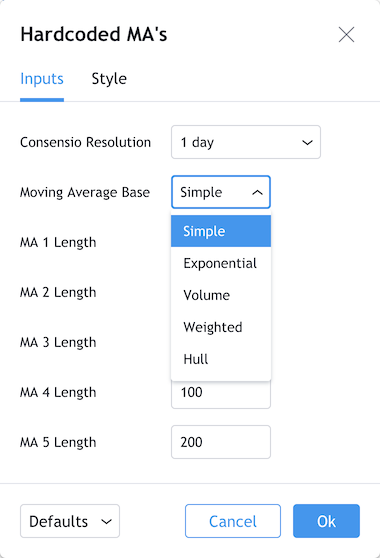 Hardcoded MA's
Inputs Style
Consensio Resolution 1 day
Moving Average Base Simple
Simple
MA 1 Length
Exponential
MA 2 Length
Volume
Weighted
MA 3 Length
Hull
MA 4 Length 100
MA 5 Length 200
Defaults Cancel Ok